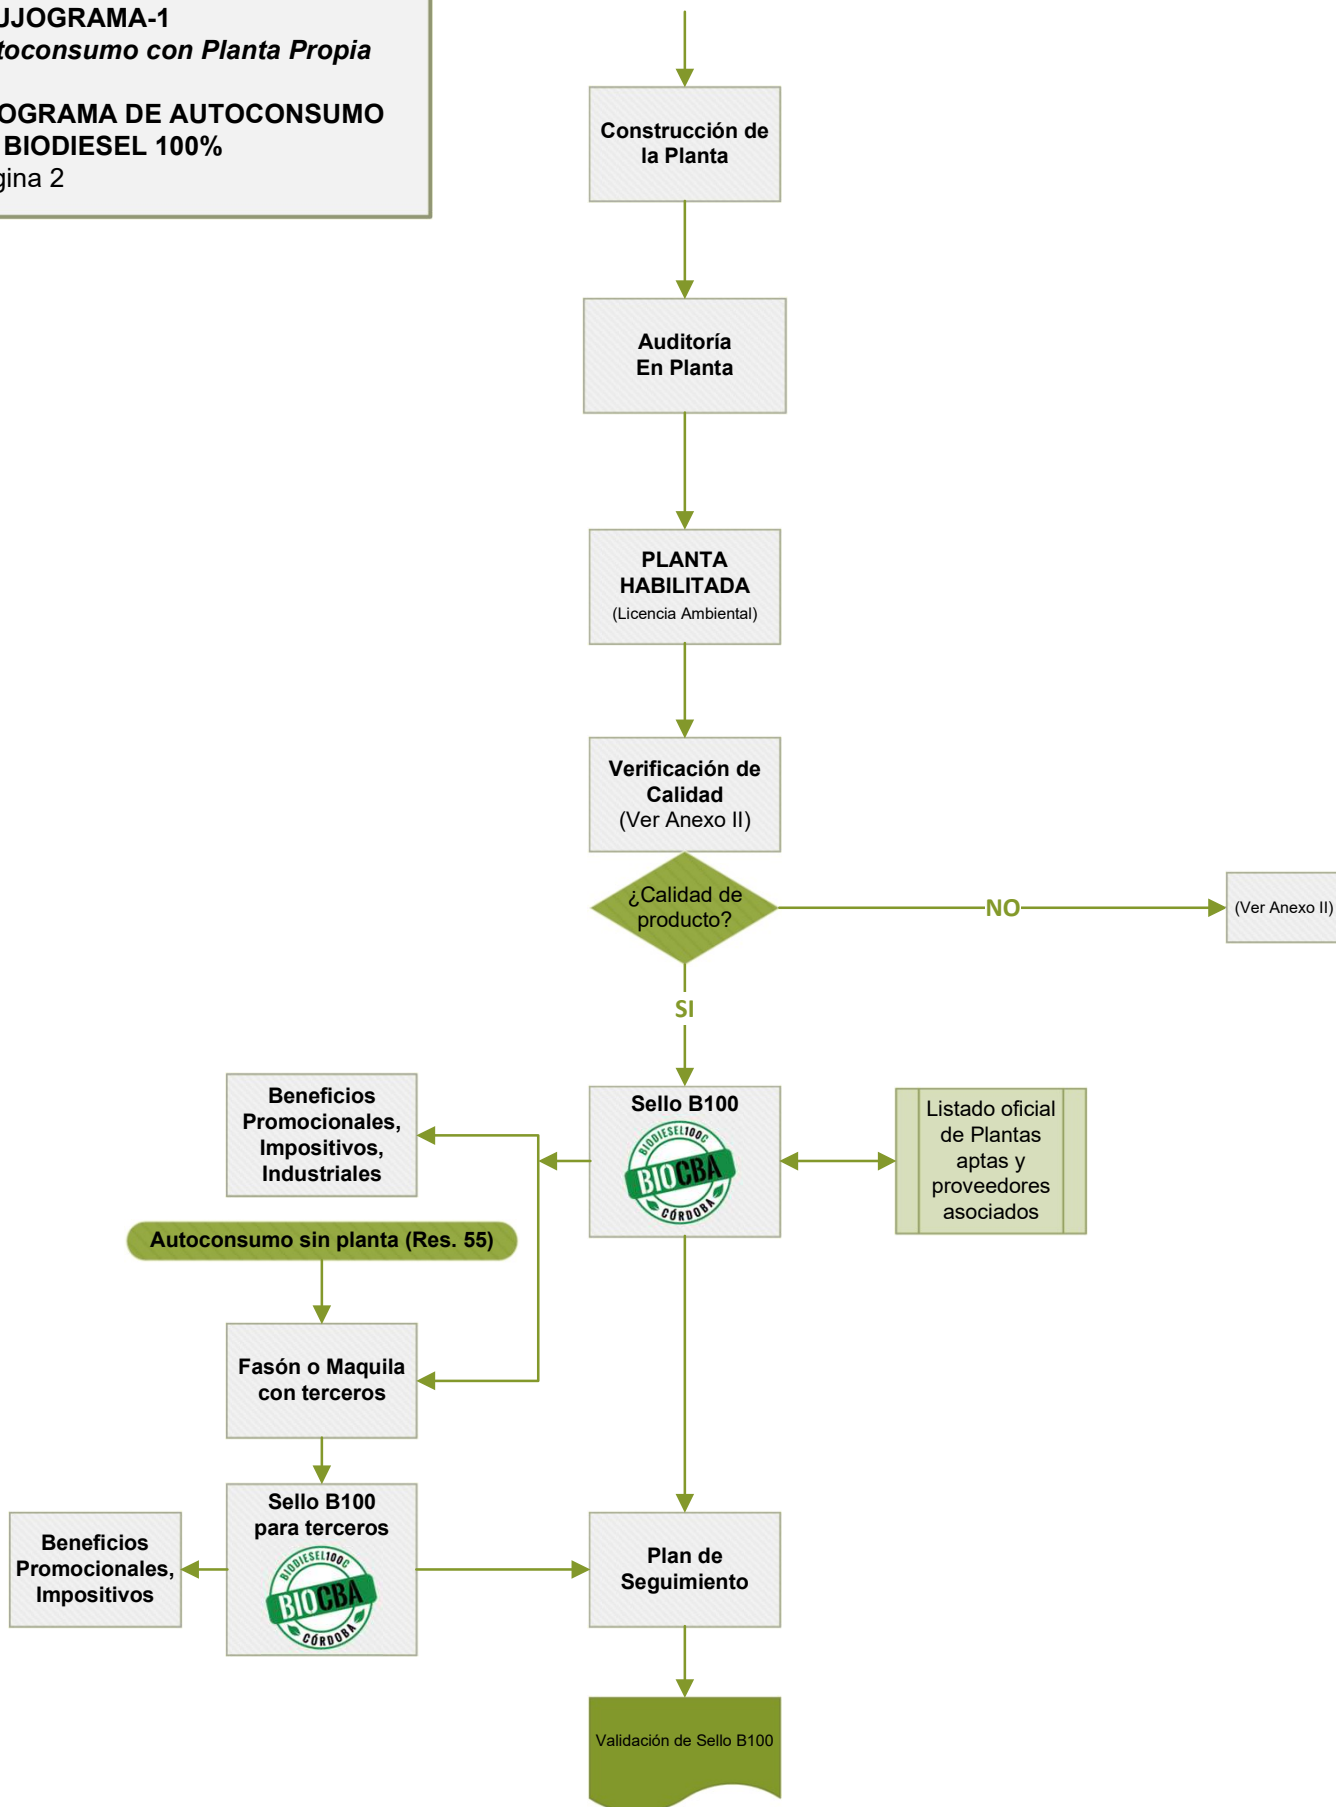 UJOGRAMA-1
toconsumo con Planta Propia
OGRAMA DE AUTOCONSUMO
BIODIESEL 100%
gina 2
Construcción de
la Planta
Auditoría
En Planta
PLANTA
HABILITADA
(Licencia Ambiental)
Verificación de
Calidad
(Ver Anexo II)
¿Calidad de
producto?
NO
(Ver Anexo II)
SI
Beneficios
Promocionales,
Impositivos,
Industriales
Sello B100
BIODIESEL100C
BIOCBA
CÓRDOBA
Listado oficial
de Plantas
aptas y
proveedores
asociados
Autoconsumo sin planta (Res. 55)
Fasón o Maquila
con terceros
Sello B100
para terceros
BIODIESEL100C
BIOCBA
CÓRDOBA
Beneficios
Promocionales,
Impositivos
Plan de
Seguimiento
Validación de Sello B100